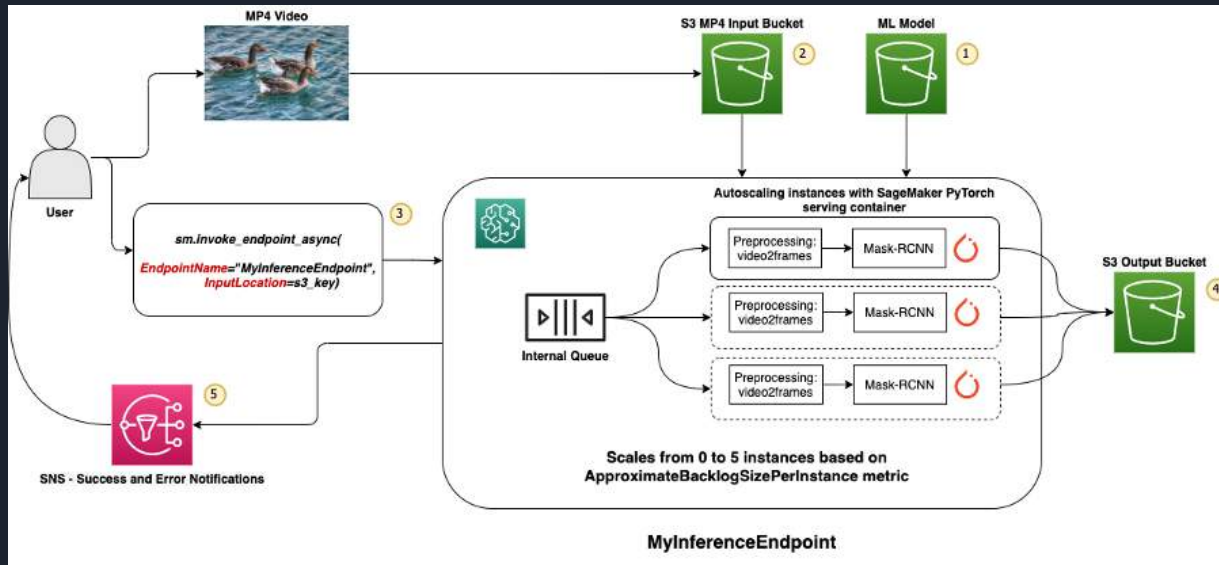 MP4 Video
S3 MP4 Input Bucket
2
ML Model
1
User
3
sm.invoke_endpoint_async(
EndpointName="MyInferenceEndpoint",
InputLocation=s3_key)
Autoscaling instances with SageMaker PyTorch
serving container
Preprocessing:
video2frames
Mask-RCNN
Preprocessing:
video2frames
Mask-RCNN
Preprocessing:
video2frames
Mask-RCNN
Internal Queue
S3 Output Bucket
4
5
SNS - Success and Error Notifications
Scales from 0 to 5 instances based on
ApproximateBacklogSizePerInstance metric
MyInferenceEndpoint